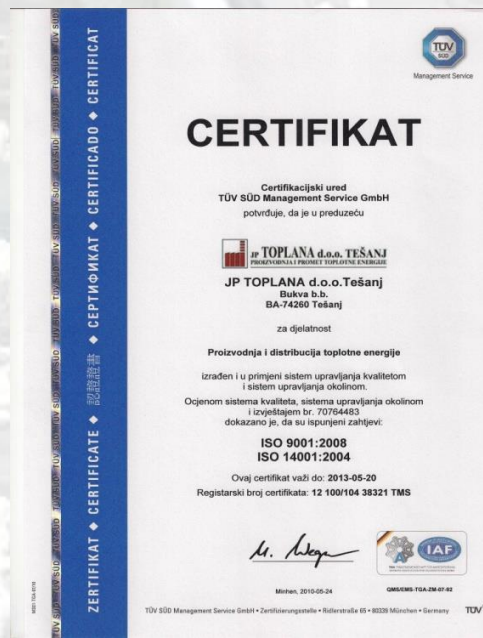 TÜV
SÜD
Management Service
CERTIFIKAT
Certifikacijski ured
TÜV SÜD Management Service GmbH
potvrđuje, da je u preduzeću
JP TOPLANA d.o.o. TEŠANJ
PROIZVODNJA I PROMET TOPLOTNE ENERGIJE
JP TOPLANA d.o.o.Tešanj
Bukva b.b.
BA-74260 Tešanj
za djelatnost
Proizvodnja i distribucija toplotne energije
izrađen i u primjeni sistem upravljanja kvalitetom
i sistem upravljanja okolinom.
Ocjenom sistema kvaliteta, sistema upravljanja okolinom
i izvještajem br. 70764483
dokazano je, da su ispunjeni zahtjevi:
ISO 9001:2008
ISO 14001:2004
Ovaj certifikat važi do: 2013-05-20
Registarski broj certifikata: 12 100/104 38321 TMS
IAF
Minhen, 2010-05-24
QMS/EMS-TGA-ZM-07-92
TÜV SÜD Management Service GmbH • Zertifizierungsstelle • Ridlerstraße 65 • 80339 München • Germany
TÜV
ZERTIFIKAT ◆ CERTIFICATE ◆ 認證證書 ◆ СЕРТИФИКАТ ◆ CERTIFICADO ◆ CERTIFICAT